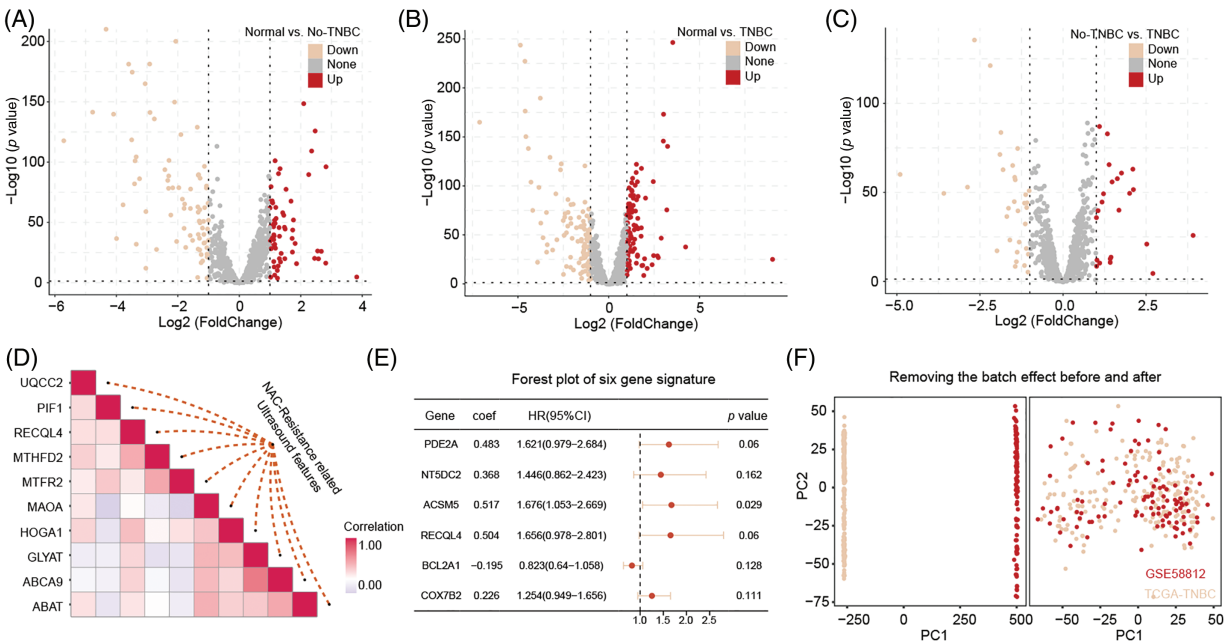 (A)
Normal vs. No-TNBC
Down
None
Up
210
150
100
50
0
−Log10 (p value)
−6
−4
−2
0
2
4
Log2 (FoldChange)
(B)
Normal vs. TNBC
Down
None
Up
250
200
150
100
50
0
−Log10 (p value)
−5
0
5
Log2 (FoldChange)
(C)
No-TNBC vs. TNBC
Down
None
Up
100
50
0
−Log10 (p value)
−5.0
−2.5
0.0
2.5
Log2 (FoldChange)
(D)
UQCC2
PIF1
RECQL4
MTHFD2
MTFR2
MAOA
HOGA1
GLYAT
ABCA9
ABAT
NAC-Resistance related
Ultrasound features
Correlation
1.00
0.00
(E)
Forest plot of six gene signature
Gene coef HR(95%CI) p value
PDE2A 0.483 1.621(0.979−2.684) 0.06
NT5DC2 0.368 1.446(0.862−2.423) 0.162
ACSM5 0.517 1.676(1.053−2.669) 0.029
RECQL4 0.504 1.656(0.978−2.801) 0.06
BCL2A1 −0.195 0.823(0.64−1.058) 0.128
COX7B2 0.226 1.254(0.949−1.656) 0.111
1.0 1.5 2.0 2.5
(F)
Removing the batch effect before and after
50
25
0
−25
−50
−75
PC2
−250
0
250
500
PC1
GSE58812
TCGA-TNBC
−50
−25
0
25
50
PC1